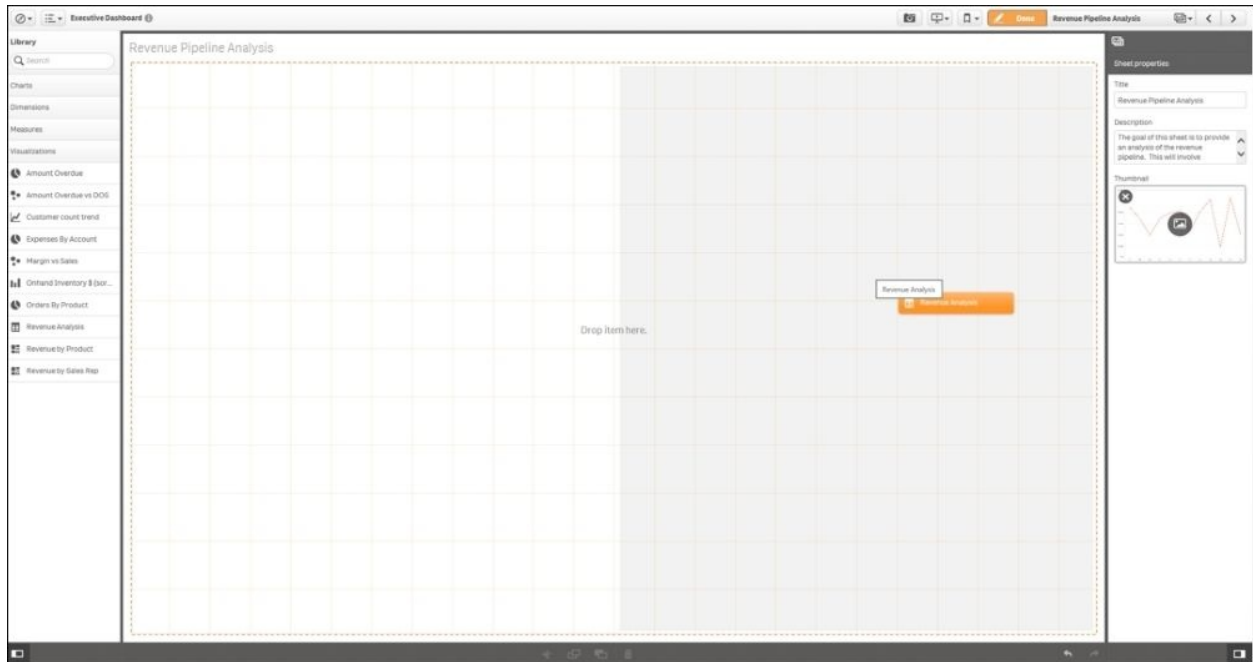 Executive Dashboard
Done
Revenue Pipeline Analysis
Library
Search
Charts
Dimensions
Measures
Visualizations
Amount Overdue
Amount Overdue vs DOS
Customer count trend
Expenses By Account
Margin vs Sales
Onhand Inventory $ (sor...
Orders By Product
Revenue Analysis
Revenue by Product
Revenue by Sales Rep
Revenue Pipeline Analysis
Drop item here.
Revenue Analysis
Revenue Analysis
Sheet properties
Title
Revenue Pipeline Analysis
Description
The goal of this sheet is to provide
an analysis of the revenue
pipeline. This will involve
Thumbnail